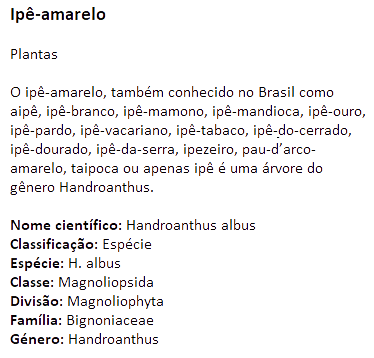 Ipê-amarelo
Plantas
O ipê-amarelo, também conhecido no Brasil como
aipê, ipê-branco, ipê-mamono, ipê-mandioca, ipê-ouro,
ipê-pardo, ipê-vacariano, ipê-tabaco, ipê-do-cerrado,
ipê-dourado, ipê-da-serra, ipezeiro, pau-d’arco-
amarelo, taipoca ou apenas ipê é uma árvore do
gênero Handroanthus.
Nome científico: Handroanthus albus
Classificação: Espécie
Espécie: H. albus
Classe: Magnoliopsida
Divisão: Magnoliophyta
Família: Bignoniaceae
Género: Handroanthus